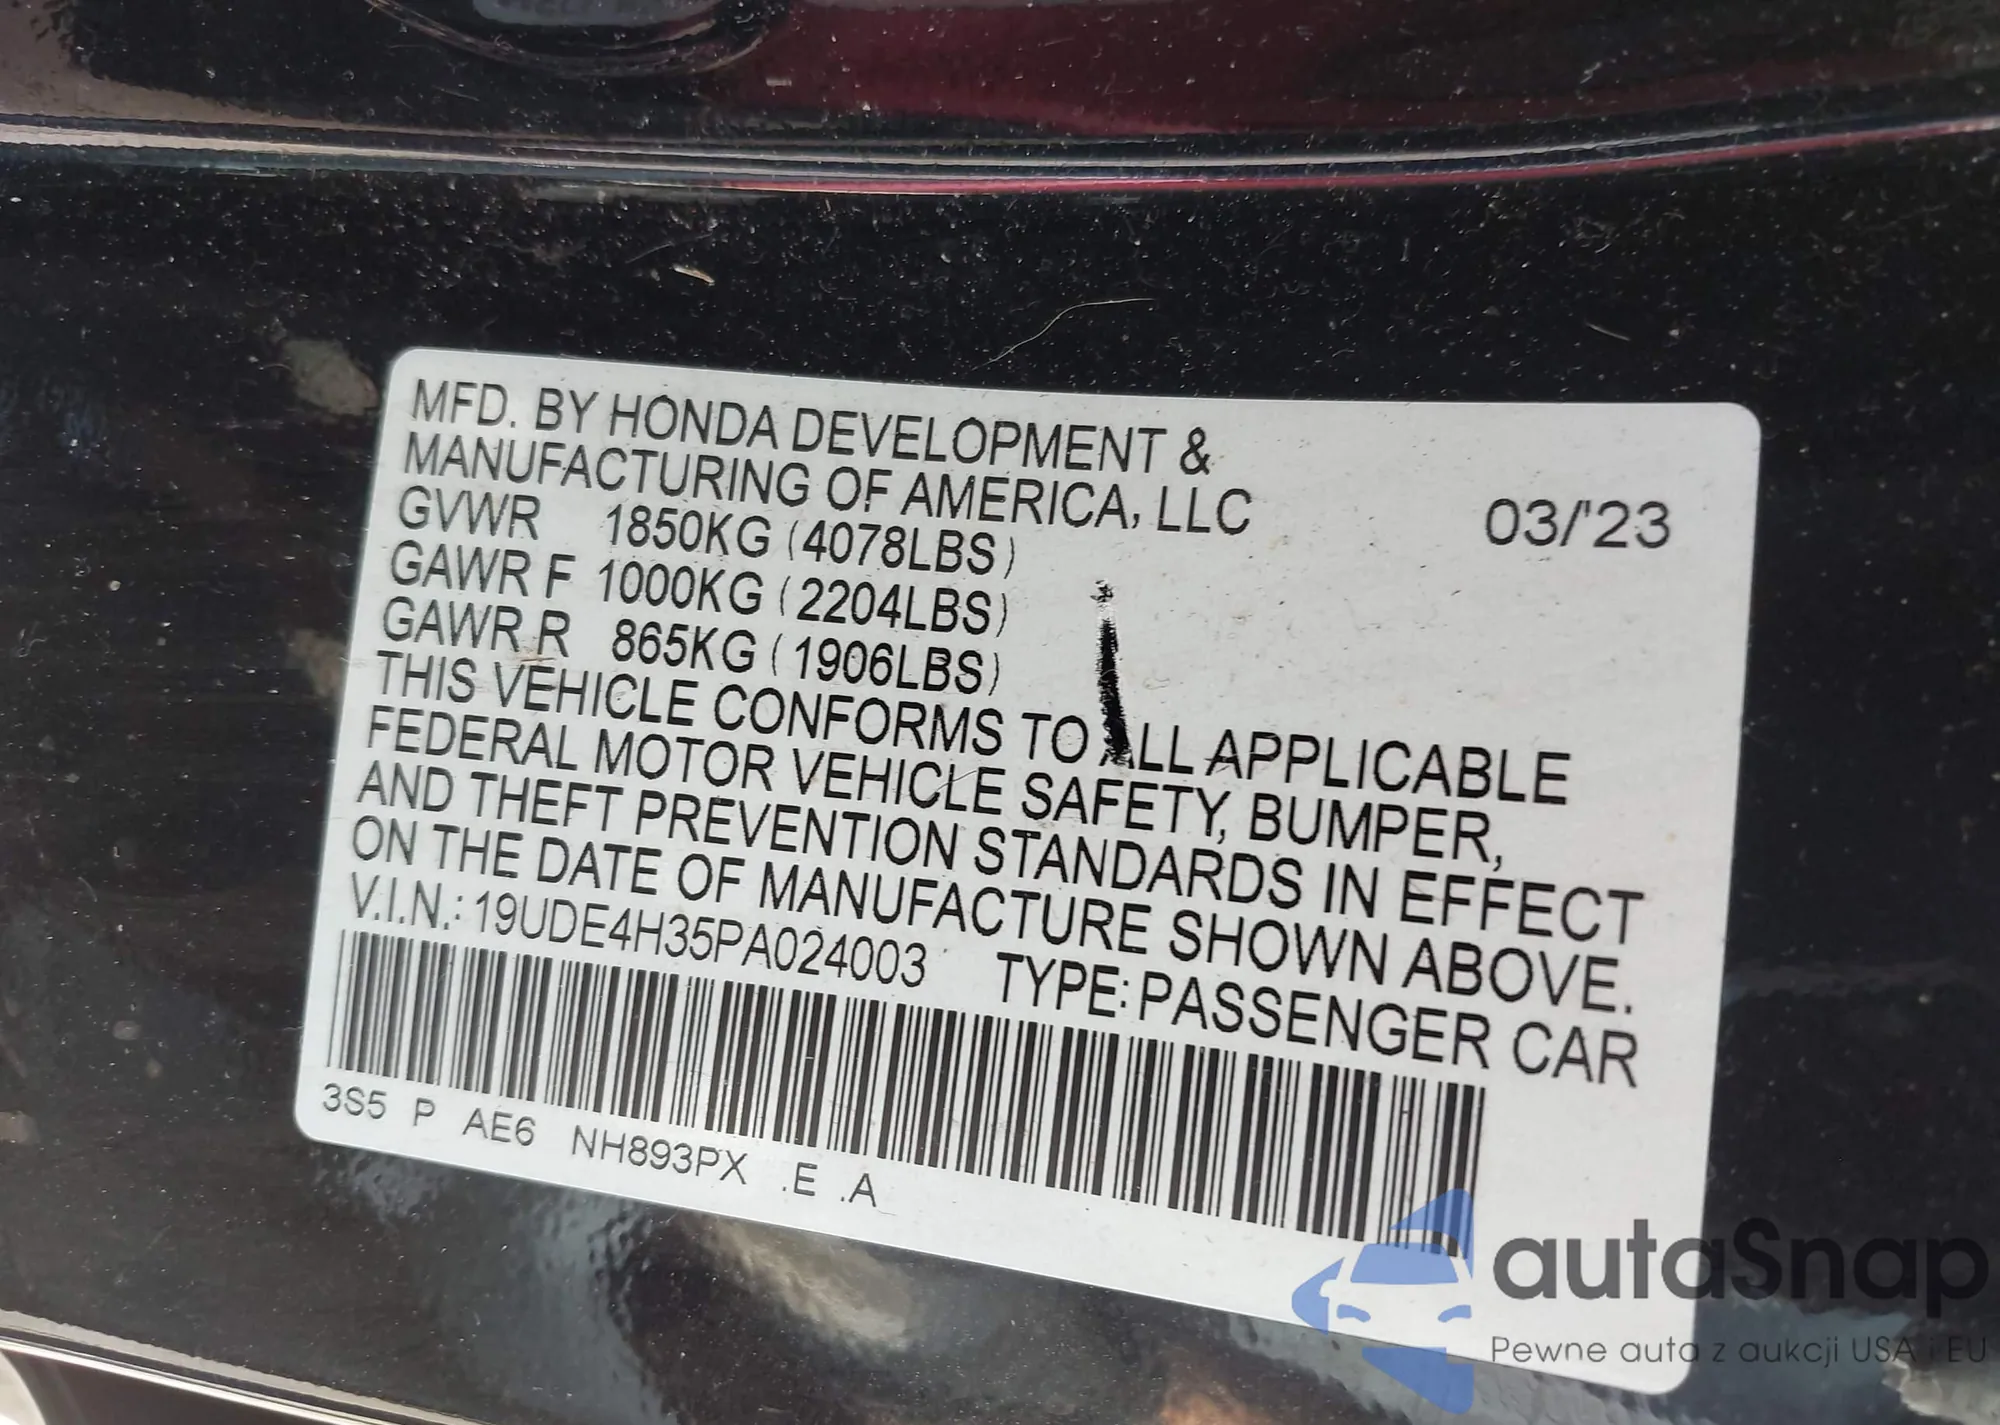 MFD. BY HONDA DEVELOPMENT &
MANUFACTURING OF AMERICA, LLC
03/'23
GVWR 1850KG (4078LBS)
GAWR F 1000KG (2204LBS)
GAWR R 865KG (1906LBS)
THIS VEHICLE CONFORMS TO ALL APPLICABLE
FEDERAL MOTOR VEHICLE SAFETY, BUMPER,
AND THEFT PREVENTION STANDARDS IN EFFECT
ON THE DATE OF MANUFACTURE SHOWN ABOVE.
V.I.N.: 19UDE4H35PA024003 TYPE: PASSENGER CAR
3S5 P AE6 NH893PX .E .A
autaSnap
Pewne auta z aukcji USA i EU